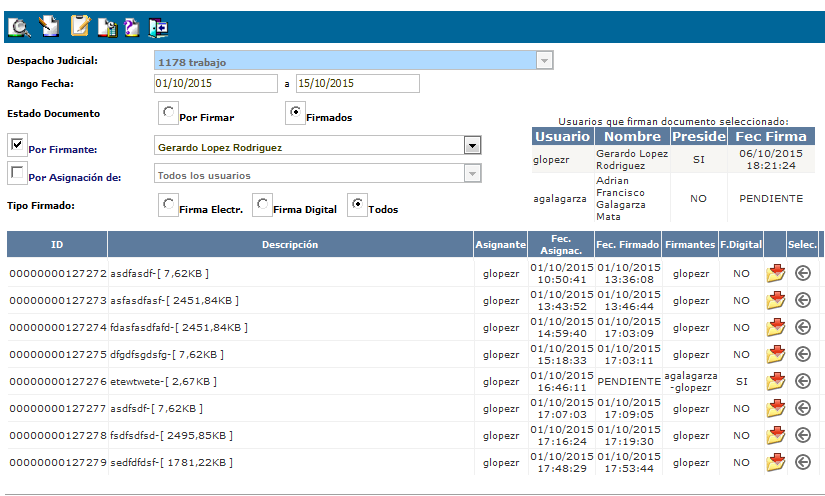 Despacho Judicial: 1178 trabajo
Rango Fecha: 01/10/2015 a 15/10/2015
Estado Documento Por Firmar Firmados
Usuarios que firman documento seleccionado:
Usuario Nombre Preside Fec Firma
glopezr Gerardo Lopez Rodriguez SI 06/10/2015 18:21:24
agalagarza Adrian Francisco Galagarza Mata NO PENDIENTE
Por Firmante: Gerardo Lopez Rodriguez
Por Asignación de: Todos los usuarios
Tipo Firmado: Firma Electr. Firma Digital Todos
ID Descripción Asignante Fec. Asignac. Fec. Firmado Firmantes F.Digital Selec.
00000000127272 asdfasdf-[ 7,62KB ] glopezr 01/10/2015 10:50:41 01/10/2015 13:36:08 glopezr NO
00000000127273 asfasdfasf-[ 2451,84KB ] glopezr 01/10/2015 13:43:52 01/10/2015 13:46:44 glopezr NO
00000000127274 fdasfasdfafd-[ 2451,84KB ] glopezr 01/10/2015 14:59:40 01/10/2015 17:03:09 glopezr NO
00000000127275 dfgdfsgdsfg-[ 7,62KB ] glopezr 01/10/2015 15:18:33 01/10/2015 17:03:11 glopezr NO
00000000127276 etewtwete-[ 2,67KB ] glopezr 01/10/2015 16:46:11 PENDIENTE agalagarza -glopezr SI
00000000127277 asdfsdf-[ 7,62KB ] glopezr 01/10/2015 17:07:03 01/10/2015 17:09:05 glopezr NO
00000000127278 fsdfsdfsd-[ 2495,85KB ] glopezr 01/10/2015 17:16:24 01/10/2015 17:19:30 glopezr NO
00000000127279 sedfdfdsf-[ 1781,22KB ] glopezr 01/10/2015 17:48:29 01/10/2015 17:53:44 glopezr NO